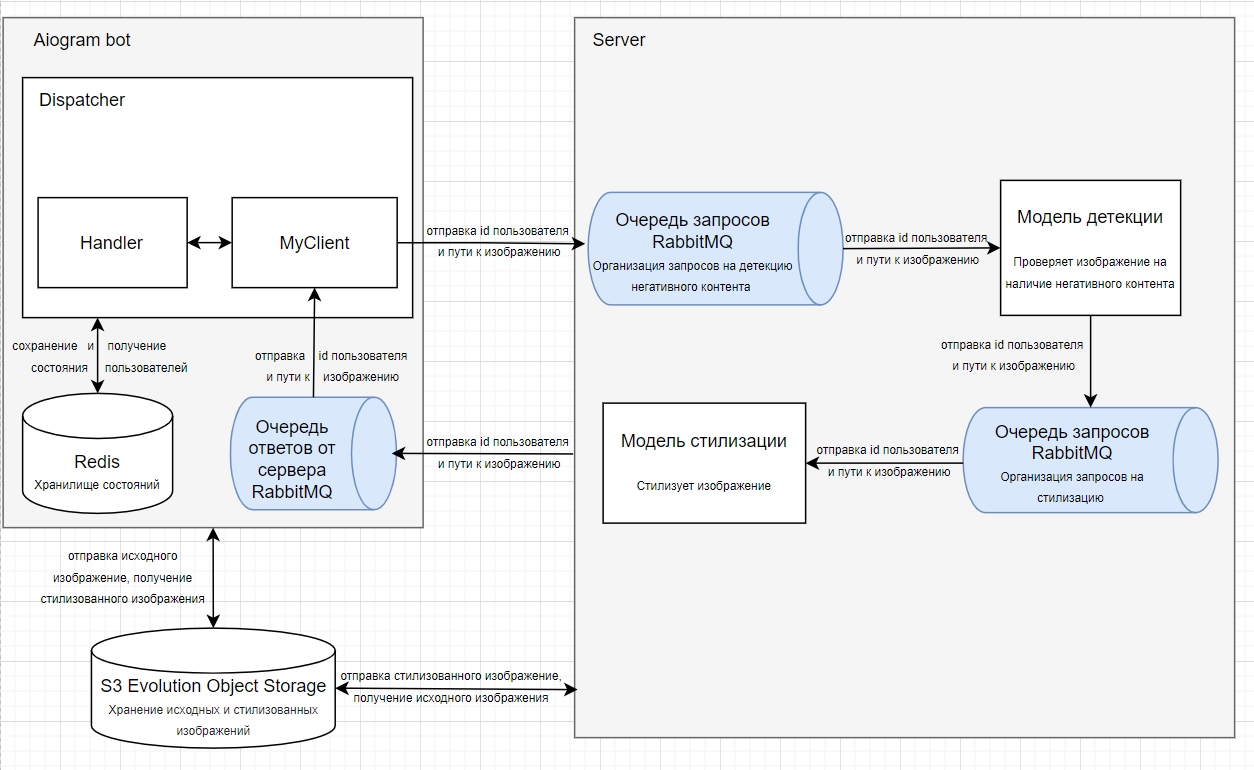 Aiogram bot
Dispatcher
Handler
MyClient
сохранение и получение
состояния пользователей
отправка id пользователя
и пути к изображению
Redis
Хранилище состояний
Очередь
ответов от
сервера
RabbitMQ
отправка id пользователя
и пути к изображению
отправка id пользователя
и пути к изображению
Server
Очередь запросов
RabbitMQ
Организация запросов на детекцию
негативного контента
отправка id пользователя
и пути к изображению
Модель детекции
Проверяет изображение на
наличие негативного контента
отправка id пользователя
и пути к изображению
Очередь запросов
RabbitMQ
Организация запросов на
стилизацию
отправка id пользователя
и пути к изображению
Модель стилизации
Стилизует изображение
отправка исходного
изображение, получение
стилизованного изображения
S3 Evolution Object Storage
Хранение исходных и стилизованных
изображений
отправка стилизованного изображение,
получение исходного изображения